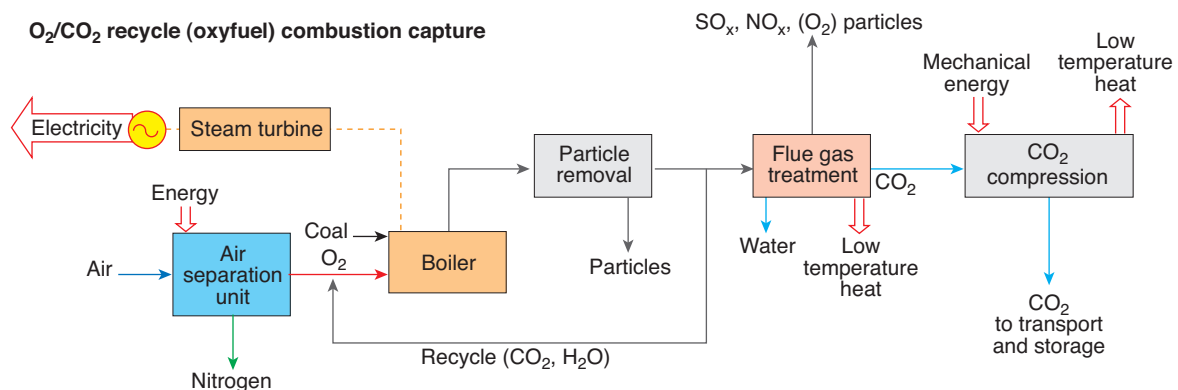 O₂/CO₂ recycle (oxyfuel) combustion capture
SOₓ, NOₓ, (O₂) particles
Mechanical
energy
Low
temperature
heat
Electricity
Steam turbine
Particle
removal
Flue gas
treatment
CO₂
CO₂
compression
Energy
Coal
O₂
Air
Air
separation
unit
Boiler
Particles
Water
Low
temperature
heat
CO₂
to transport
and storage
Recycle (CO₂, H₂O)
Nitrogen